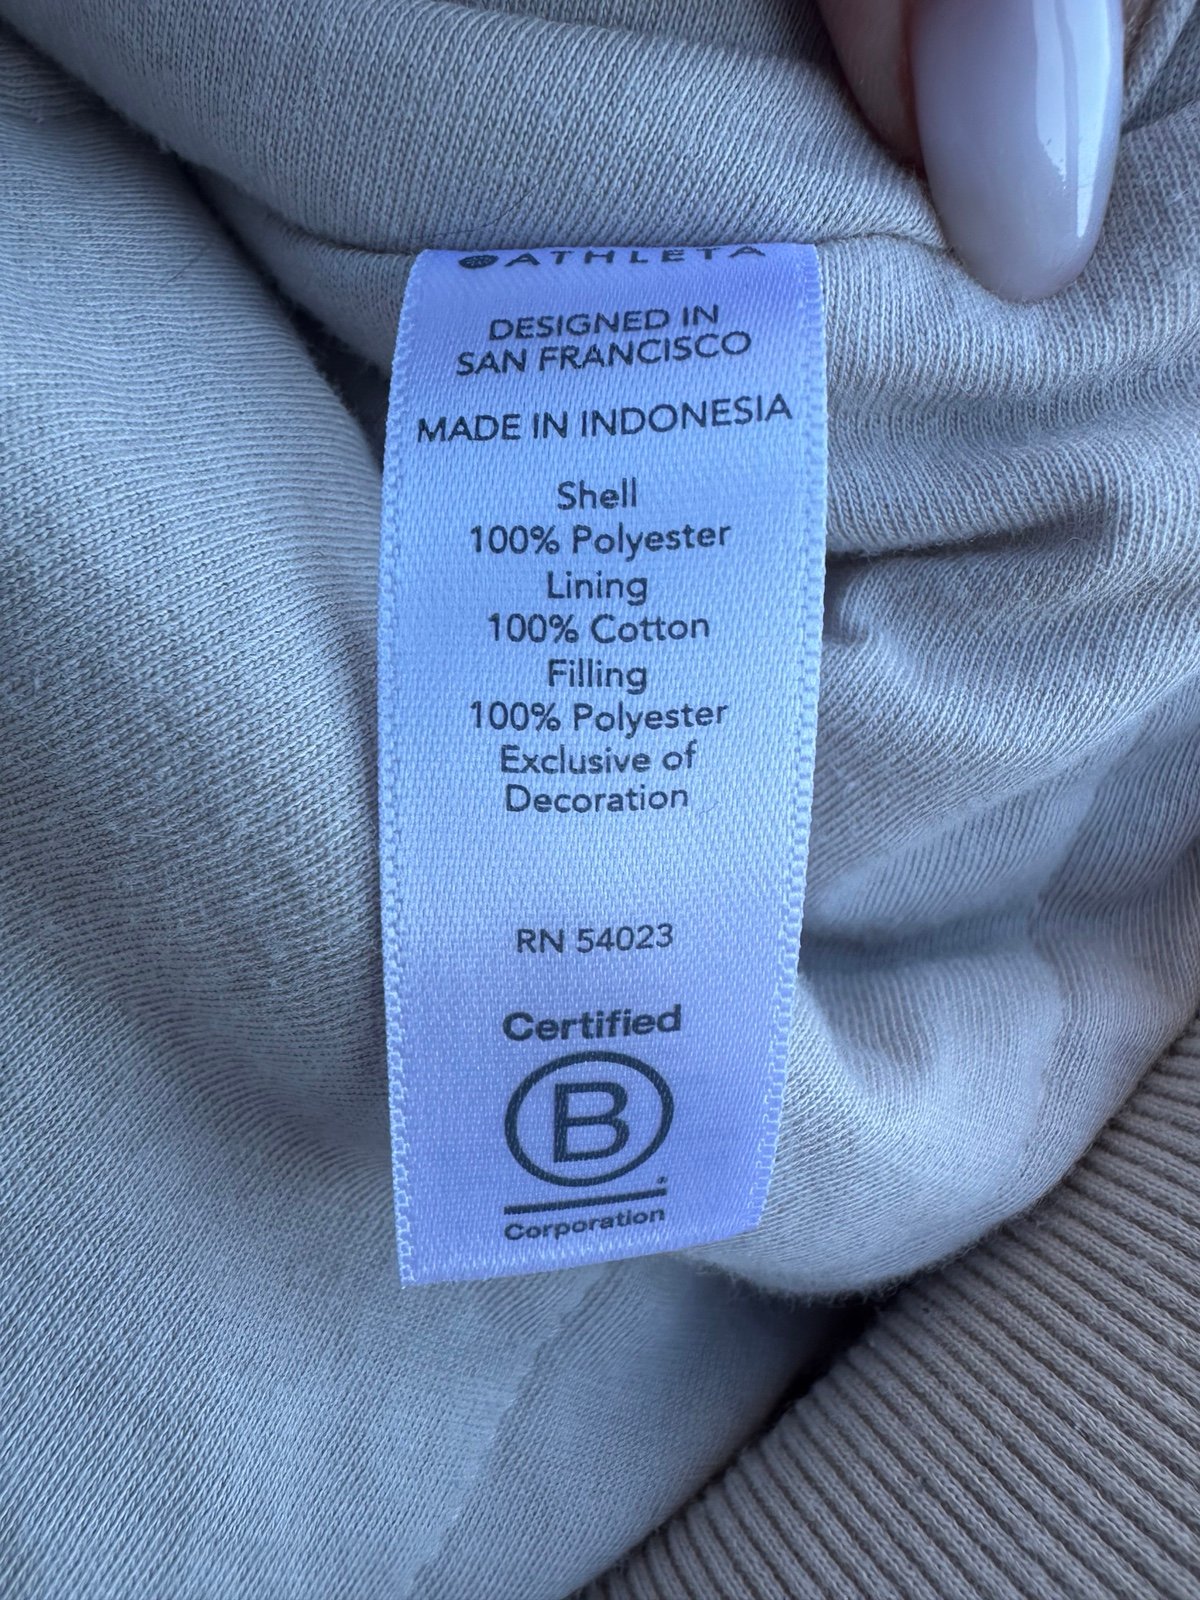 ATHLETA
DESIGNED IN
SAN FRANCISCO
MADE IN INDONESIA
Shell
100% Polyester
Lining
100% Cotton
Filling
100% Polyester
Exclusive of
Decoration
RN 54023
Certified
B
Corporation